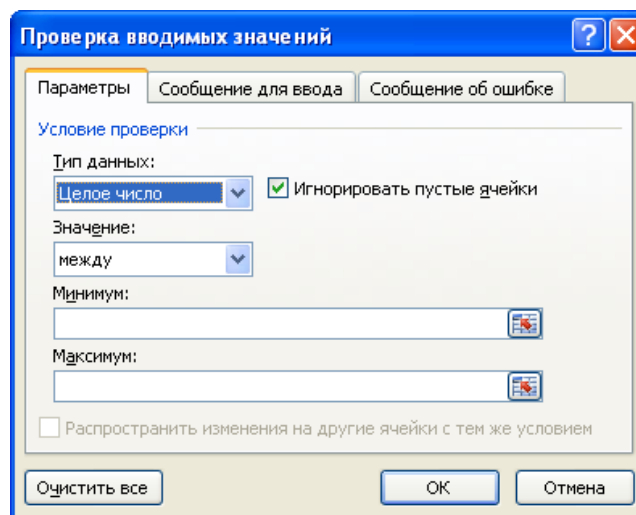 Проверка вводимых значений
Параметры Сообщение для ввода Сообщение об ошибке
Условие проверки
Тип данных:
Целое число Игнорировать пустые ячейки
Значение:
между
Минимум:
Максимум:
Распространить изменения на другие ячейки с тем же условием
Очистить все ОК Отмена